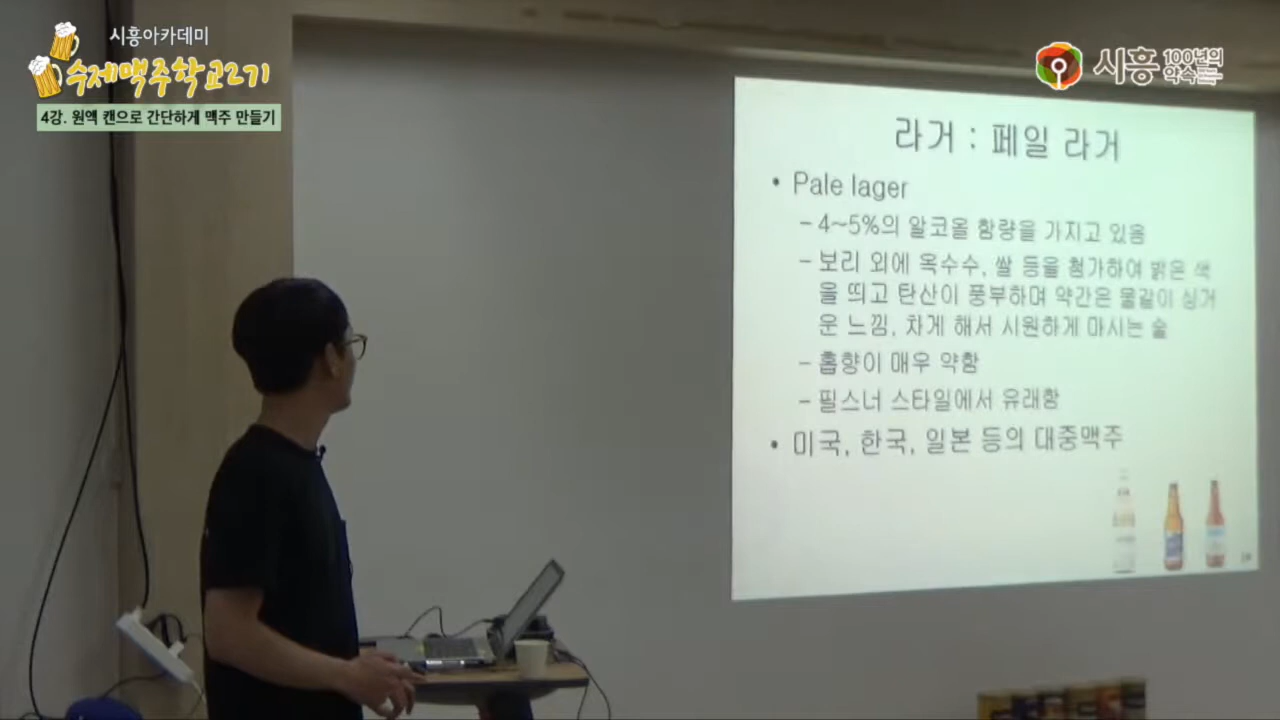 시흥아카데미
수제맥주학교2기
4강. 원액 캔으로 간단하게 맥주 만들기
시흥 100년의 약속
라거 : 페일 라거
• Pale lager
– 4~5%의 알코올 함량을 가지고 있음
– 보리 외에 옥수수, 쌀 등을 첨가하여 밝은 색
을 띄고 탄산이 풍부하며 약간은 물같이 싱거
운 느낌, 차게 해서 시원하게 마시는 술
– 홉향이 매우 약함
– 필스너 스타일에서 유래함
• 미국, 한국, 일본 등의 대중맥주